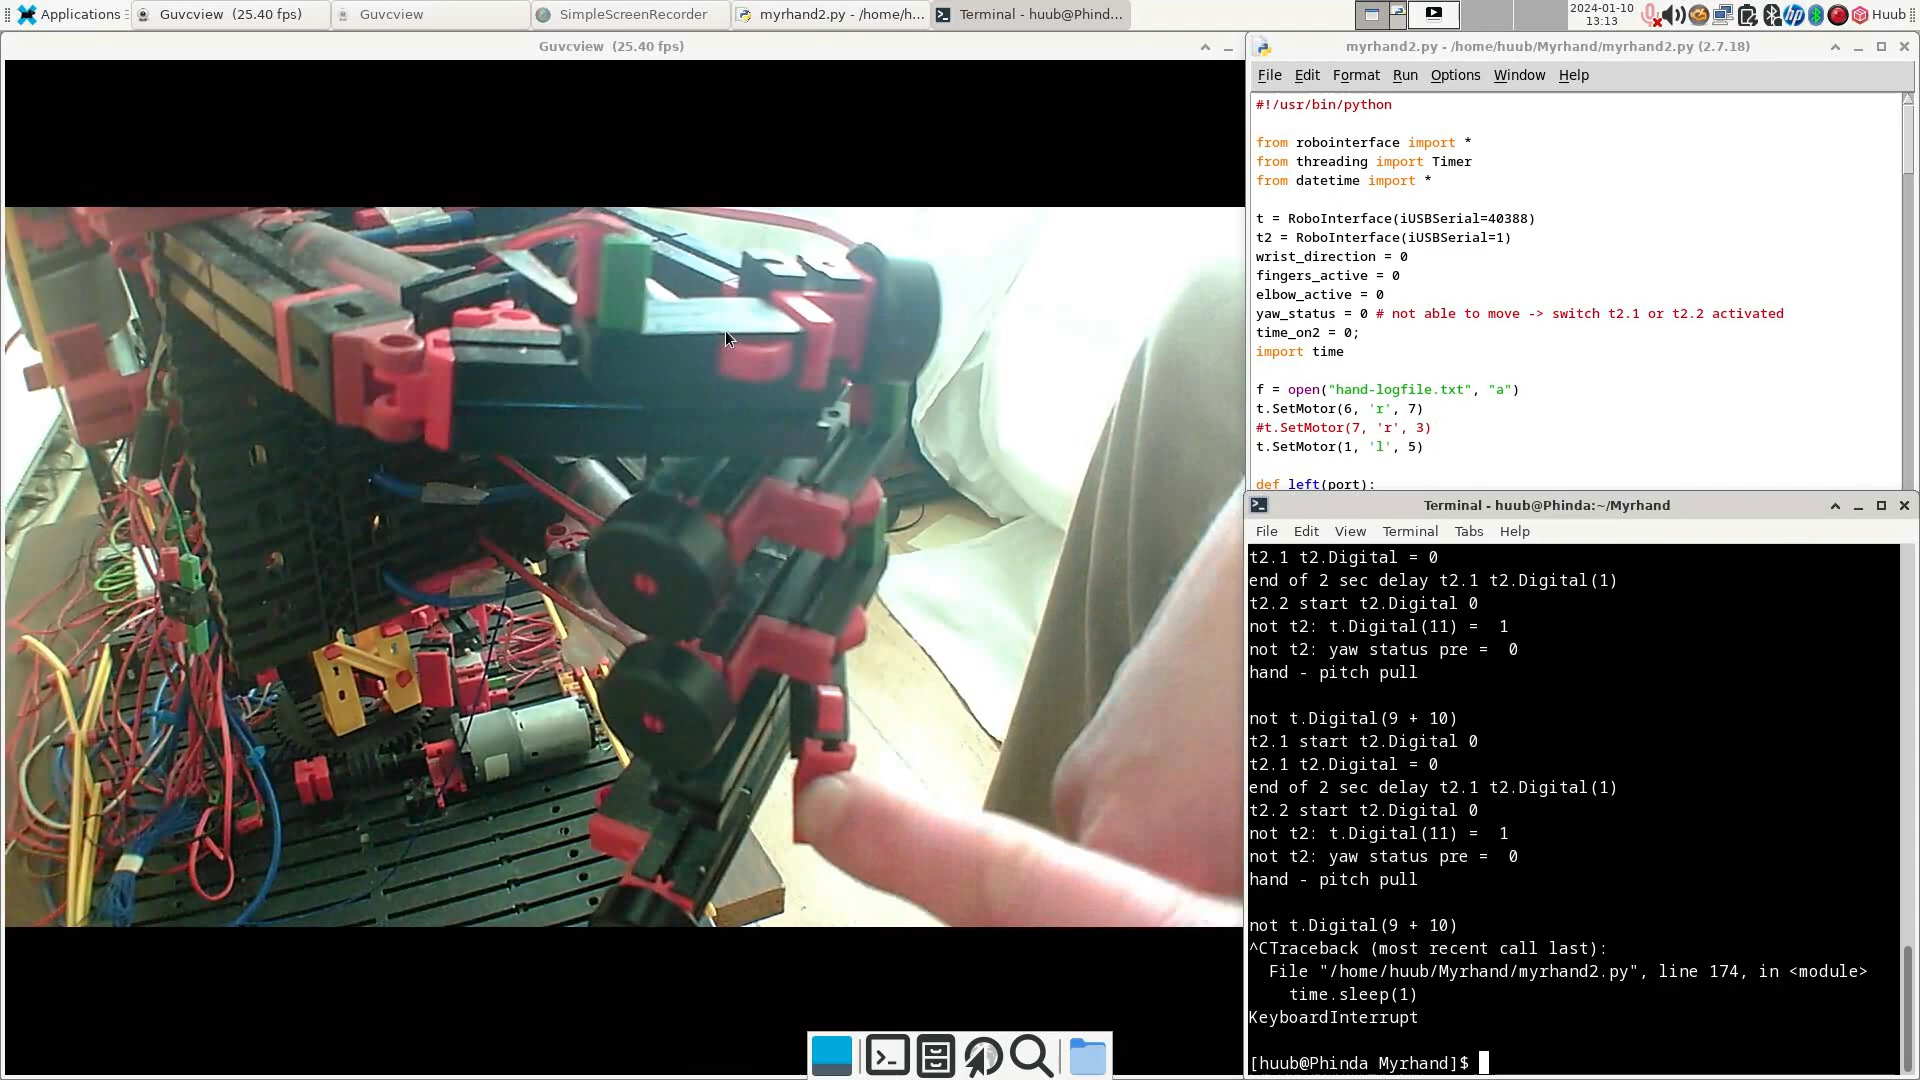 Applications
Guvcview (25.40 fps)
Guvcview
SimpleScreenRecorder
myrhand2.py - /home/h...
Terminal - huub@Phind...
2024-01-10
13:13
Huub
Guvcview (25.40 fps)
myrhand2.py - /home/huub/Myrhand/myrhand2.py (2.7.18)
File Edit Format Run Options Window Help
#!/usr/bin/python
from robointerface import *
from threading import Timer
from datetime import *
t = RoboInterface(iUSBSerial=40388)
t2 = RoboInterface(iUSBSerial=1)
wrist_direction = 0
fingers_active = 0
elbow_active = 0
yaw_status = 0 # not able to move -> switch t2.1 or t2.2 activated
time_on2 = 0;
import time
f = open("hand-logfile.txt", "a")
t.SetMotor(6, 'r', 7)
#t.SetMotor(7, 'r', 3)
t.SetMotor(1, 'l', 5)
def left(port):
Terminal - huub@Phinda:~/Myrhand
File Edit View Terminal Tabs Help
t2.1 t2.Digital = 0
end of 2 sec delay t2.1 t2.Digital(1)
t2.2 start t2.Digital 0
not t2: t.Digital(11) =  1
not t2: yaw status pre =  0
hand - pitch pull
not t.Digital(9 + 10)
t2.1 start t2.Digital 0
t2.1 t2.Digital = 0
end of 2 sec delay t2.1 t2.Digital(1)
t2.2 start t2.Digital 0
not t2: t.Digital(11) =  1
not t2: yaw status pre =  0
hand - pitch pull
not t.Digital(9 + 10)
^CTraceback (most recent call last):
  File "/home/huub/Myrhand/myrhand2.py", line 174, in <module>
    time.sleep(1)
KeyboardInterrupt
[huub@Phinda Myrhand]$